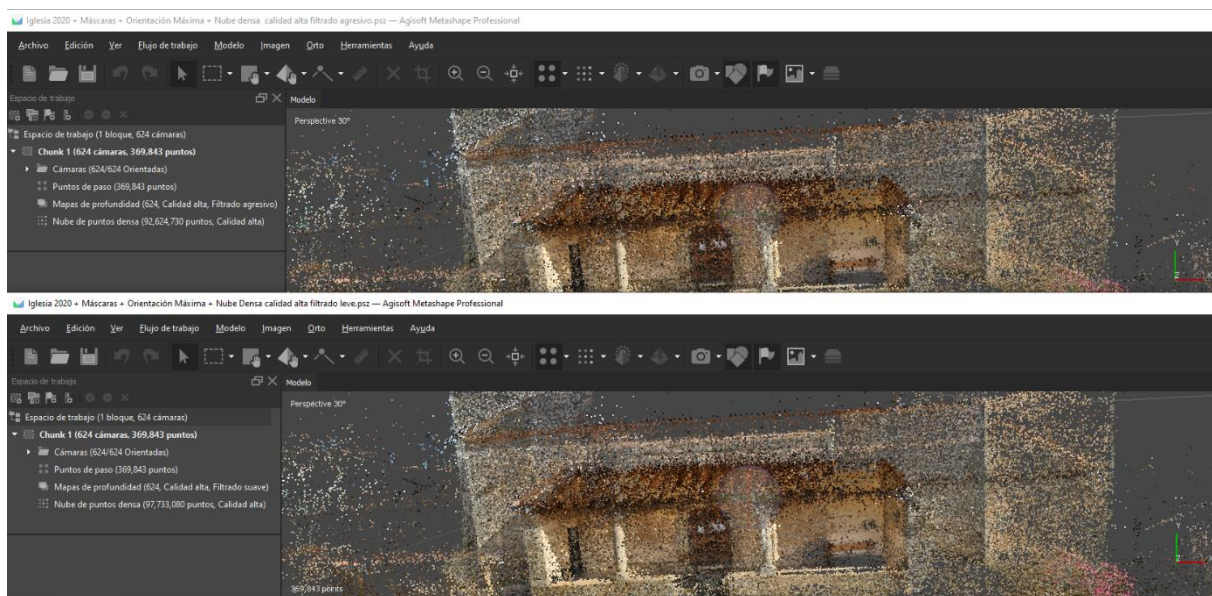 Iglesia 2020 + Máscaras + Orientación Máxima + Nube densa  calidad alta filtrado agresivo.psz — Agisoft Metashape Professional
Archivo Edición Ver Flujo de trabajo Modelo Imagen Orto Herramientas Ayuda
Espacio de trabajo
Modelo
Perspective 30°
Espacio de trabajo (1 bloque, 624 cámaras)
Chunk 1 (624 cámaras, 369,843 puntos)
Cámaras (624/624 Orientadas)
Puntos de paso (369,843 puntos)
Mapas de profundidad (624, Calidad alta, Filtrado agresivo)
Nube de puntos densa (92,624,730 puntos, Calidad alta)
Y
Z
X
Iglesia 2020 + Máscaras + Orientación Máxima + Nube Densa calidad alta filtrado leve.psz — Agisoft Metashape Professional
Archivo Edición Ver Flujo de trabajo Modelo Imagen Orto Herramientas Ayuda
Espacio de trabajo
Modelo
Perspective 30°
Espacio de trabajo (1 bloque, 624 cámaras)
Chunk 1 (624 cámaras, 369,843 puntos)
Cámaras (624/624 Orientadas)
Puntos de paso (369,843 puntos)
Mapas de profundidad (624, Calidad alta, Filtrado suave)
Nube de puntos densa (97,733,080 puntos, Calidad alta)
Y
Z
X
369,843 points